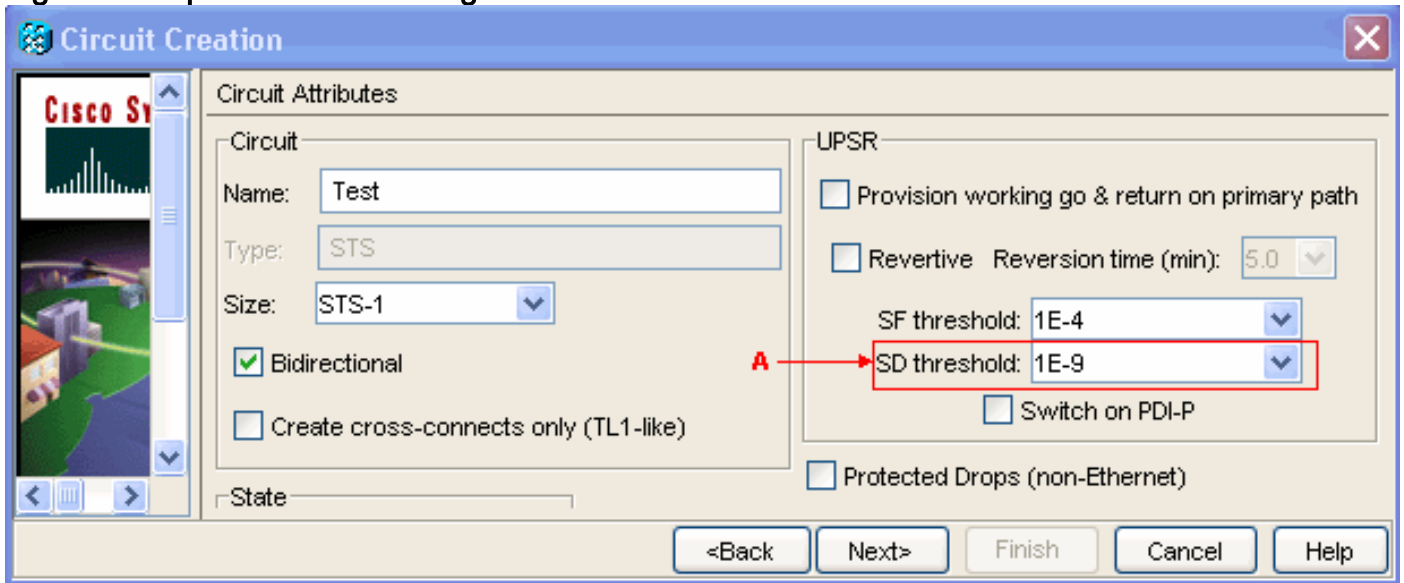 Circuit Creation
Cisco Sy
Circuit Attributes
Circuit
Name: Test
Type: STS
Size: STS-1
Bidirectional
Create cross-connects only (TL1-like)
State
UPSR
Provision working go & return on primary path
Revertive Reversion time (min): 5.0
SF threshold: 1E-4
A
SD threshold: 1E-9
Switch on PDI-P
Protected Drops (non-Ethernet)
<Back Next> Finish Cancel Help